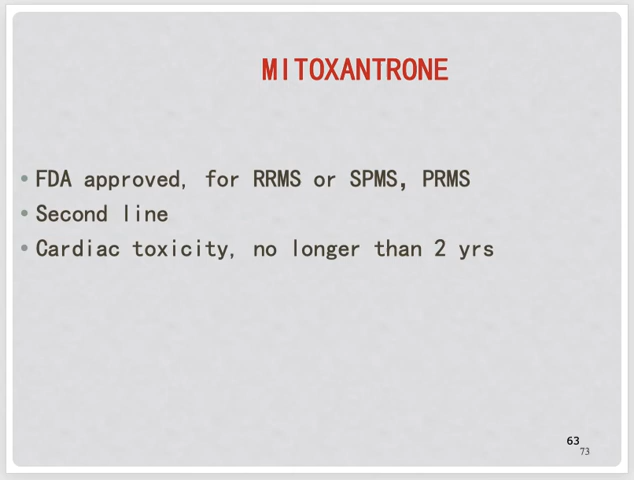 MITOXANTRONE
• FDA approved, for RRMS or SPMS, PRMS
• Second line
• Cardiac toxicity, no longer than 2 yrs
63
73